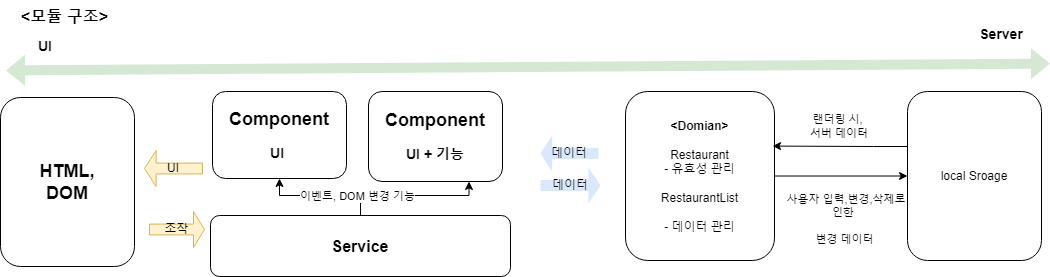 <모듈 구조>
UI
Server
HTML,
DOM
UI
조작
Component
UI
Component
UI + 기능
이벤트, DOM 변경 기능
Service
데이터
데이터
<Domian>
Restaurant
- 유효성 관리
RestaurantList
- 데이터 관리
랜더링 시,
서버 데이터
사용자 입력,변경,삭제로
인한
변경 데이터
local Sroage